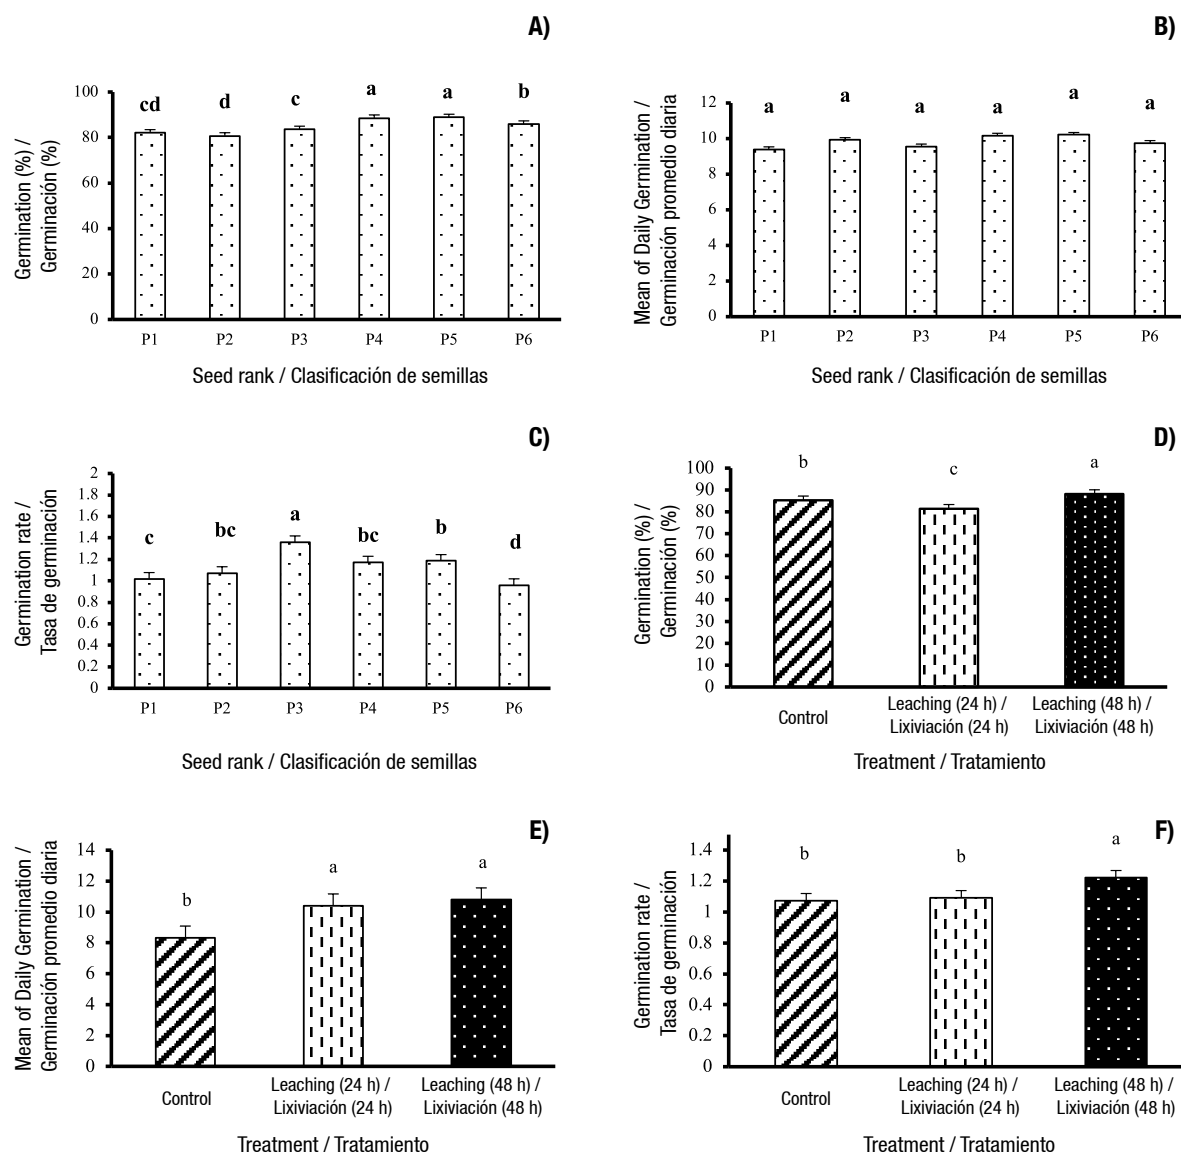 A)
Germination (%) /
Germinación (%)
100
80
60
40
20
0
cd
d
c
a
a
b
P1
P2
P3
P4
P5
P6
Seed rank / Clasificación de semillas
B)
Mean of Daily Germination /
Germinación promedio diaria
12
10
8
6
4
2
0
a
a
a
a
a
a
P1
P2
P3
P4
P5
P6
Seed rank / Clasificación de semillas
C)
Germination rate /
Tasa de germinación
2
1.8
1.6
1.4
1.2
1
0.8
0.6
0.4
0.2
0
c
bc
a
bc
b
d
P1
P2
P3
P4
P5
P6
Seed rank / Clasificación de semillas
D)
Germination (%) /
Germinación (%)
100
90
80
70
60
50
40
30
20
10
0
b
c
a
Control
Leaching (24 h) /
Lixiviación (24 h)
Leaching (48 h) /
Lixiviación (48 h)
Treatment / Tratamiento
E)
Mean of Daily Germination /
Germinación promedio diaria
14
12
10
8
6
4
2
0
b
a
a
Control
Leaching (24 h) /
Lixiviación (24 h)
Leaching (48 h) /
Lixiviación (48 h)
Treatment / Tratamiento
F)
Germination rate /
Tasa de germinación
1.4
1.2
1
0.8
0.6
0.4
0.2
0
b
b
a
Control
Leaching (24 h) /
Lixiviación (24 h)
Leaching (48 h) /
Lixiviación (48 h)
Treatment / Tratamiento